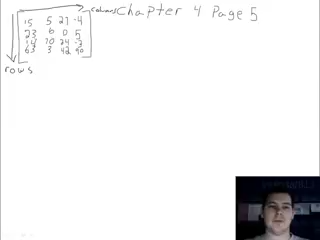 columns Chapter 4 Page 5
15 5 27 -4
23 6 0 5
14 70 24 -3
63 3 42 90
rows